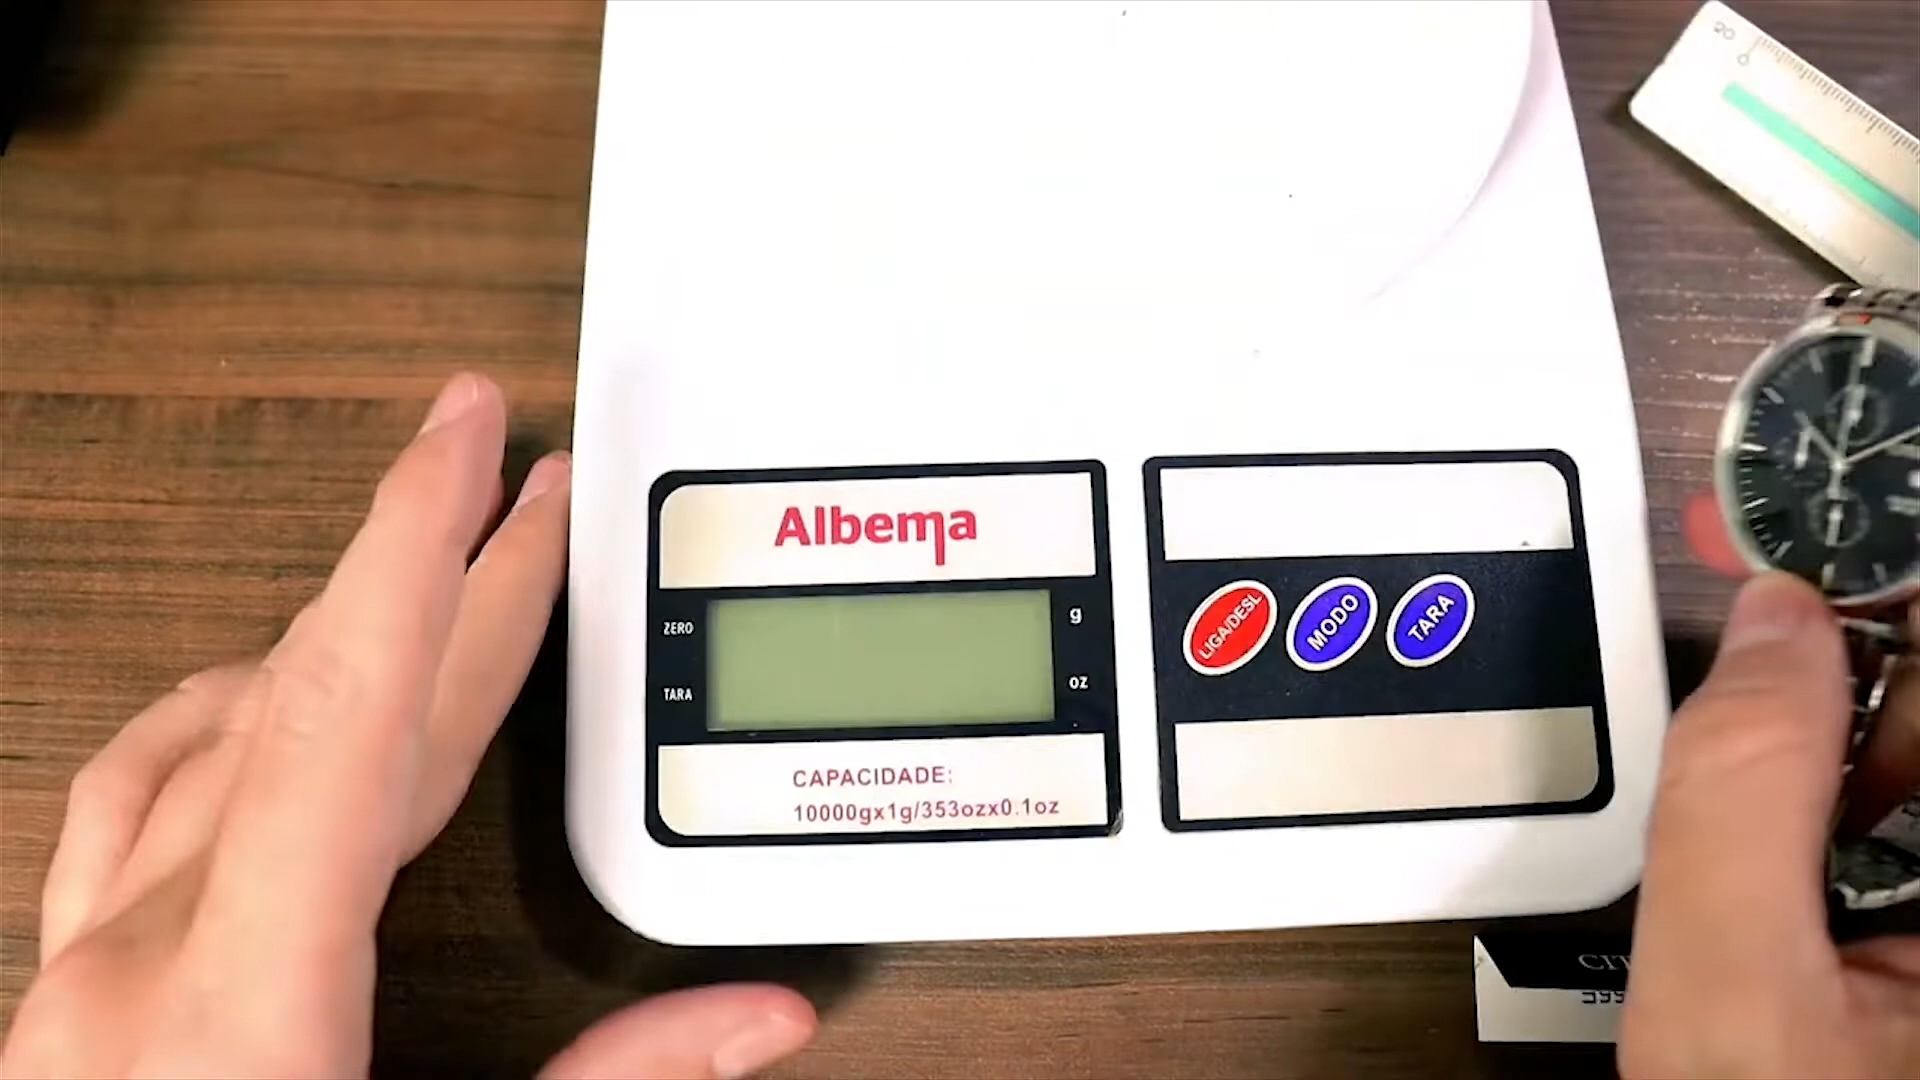 Albema
ZERO
g
TARA
oz
LIGA/DESL
MODO
TARA
CAPACIDADE:
10000gx1g/353ozx0.1oz